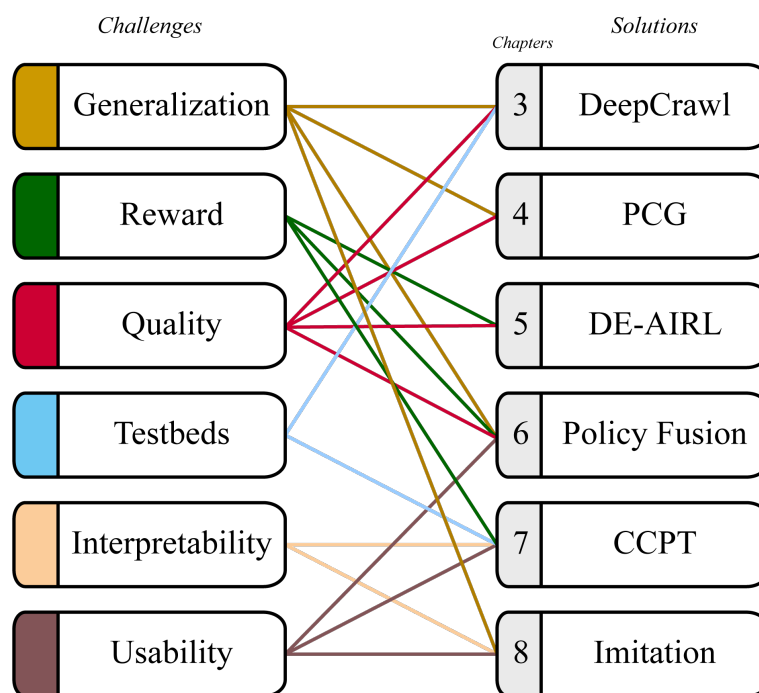 Challenges
Chapters
Solutions
Generalization
3
DeepCrawl
Reward
4
PCG
Quality
5
DE-AIRL
Testbeds
6
Policy Fusion
Interpretability
7
CCPT
Usability
8
Imitation